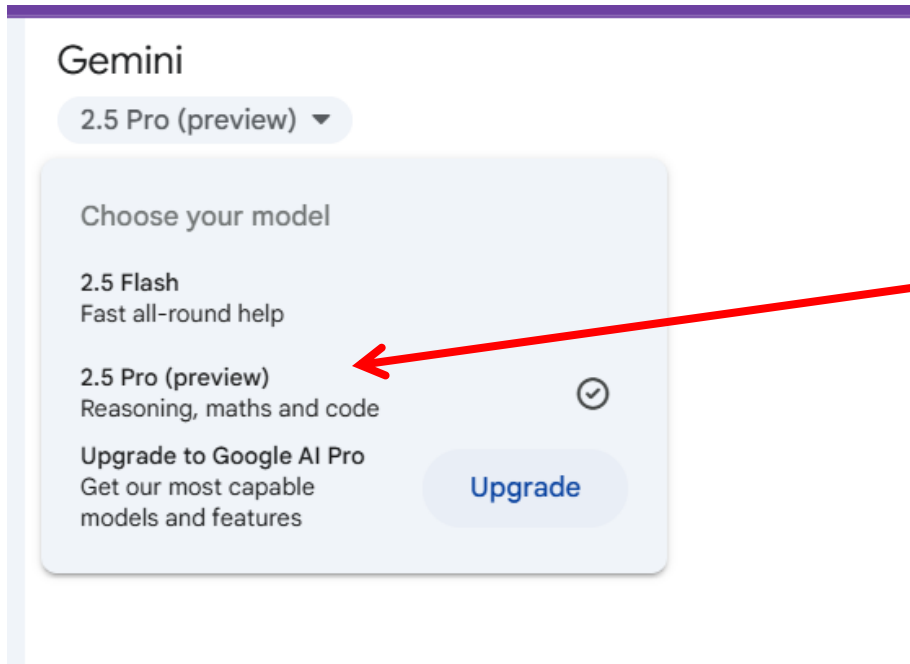 Gemini
2.5 Pro (preview)
Choose your model
2.5 Flash
Fast all-round help
2.5 Pro (preview)
Reasoning, maths and code
Upgrade to Google AI Pro
Get our most capable
models and features
Upgrade